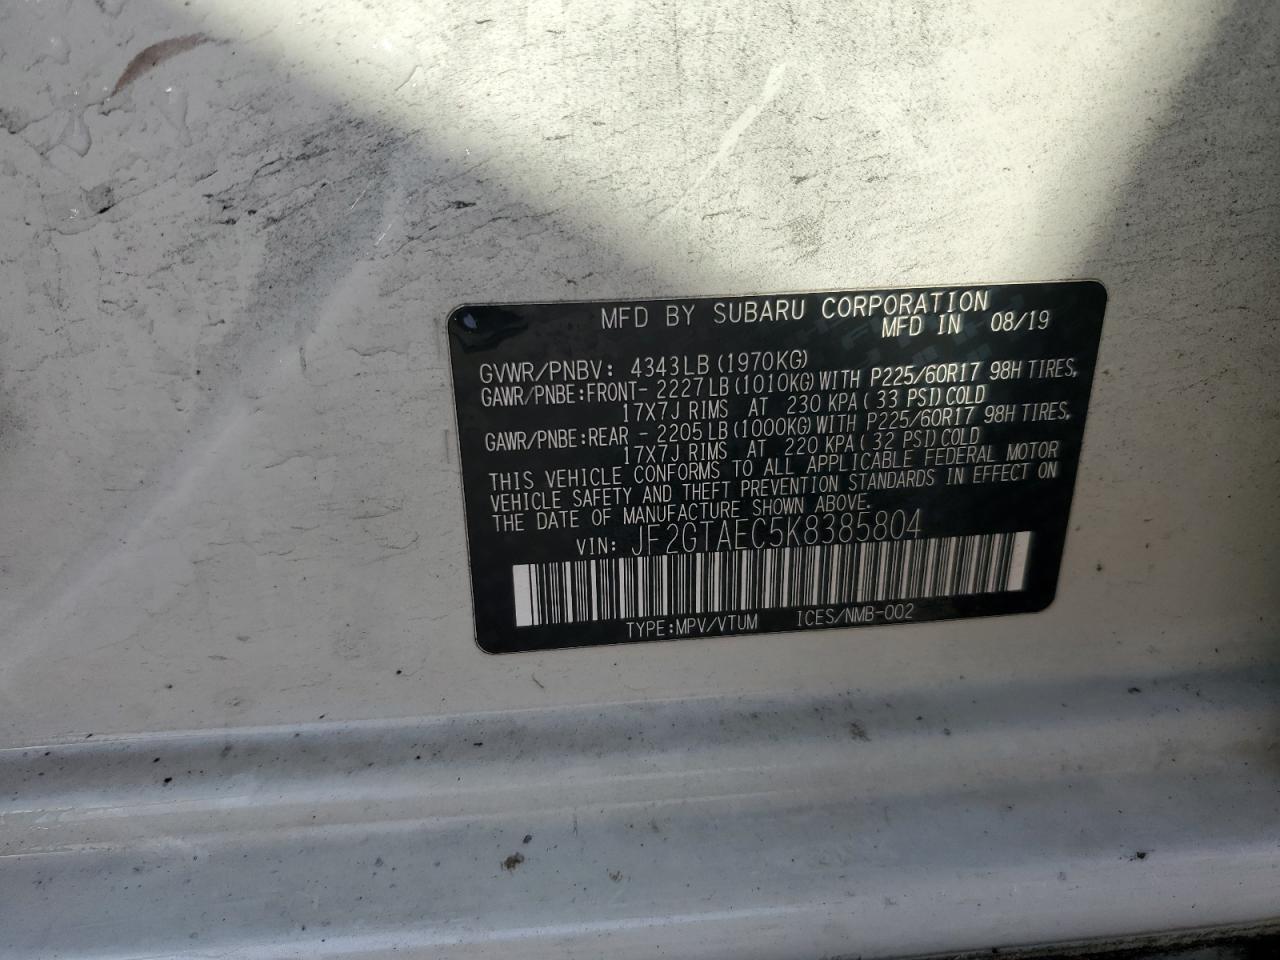 MFD BY SUBARU CORPORATION
MFD IN 08/19
GVWR/PNBV: 4343LB(1970KG)
GAWR/PNBE:FRONT- 2227LB(1010KG)WITH P225/60R17 98H TIRES,
17X7J RIMS AT 230 KPA( 33 PSI)COLD
GAWR/PNBE:REAR - 2205LB(1000KG)WITH P225/60R17 98H TIRES,
17X7J RIMS AT 220 KPA( 32 PSI)COLD
THIS VEHICLE CONFORMS TO ALL APPLICABLE FEDERAL MOTOR
VEHICLE SAFETY AND THEFT PREVENTION STANDARDS IN EFFECT ON
THE DATE OF MANUFACTURE SHOWN ABOVE.
VIN: JF2GTAEC5K8385804
TYPE:MPV/VTUM ICES/NMB-002